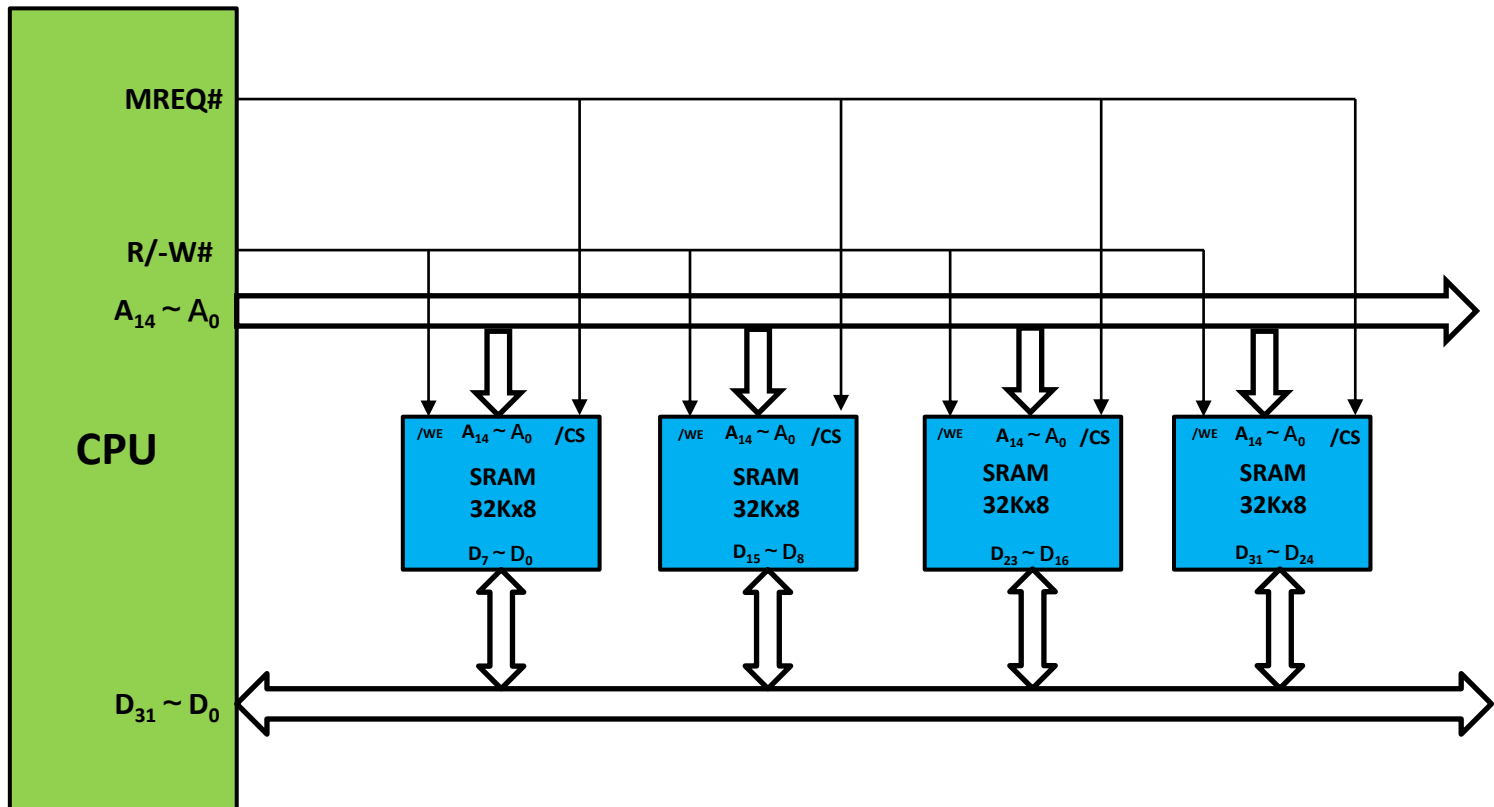 MREQ#
R/-W#
A₁₄ ~ A₀
CPU
D₃₁ ~ D₀
/WE A₁₄ ~ A₀ /CS
SRAM
32Kx8
D₇ ~ D₀
/WE A₁₄ ~ A₀ /CS
SRAM
32Kx8
D₁₅ ~ D₈
/WE A₁₄ ~ A₀ /CS
SRAM
32Kx8
D₂₃ ~ D₁₆
/WE A₁₄ ~ A₀ /CS
SRAM
32Kx8
D₃₁ ~ D₂₄